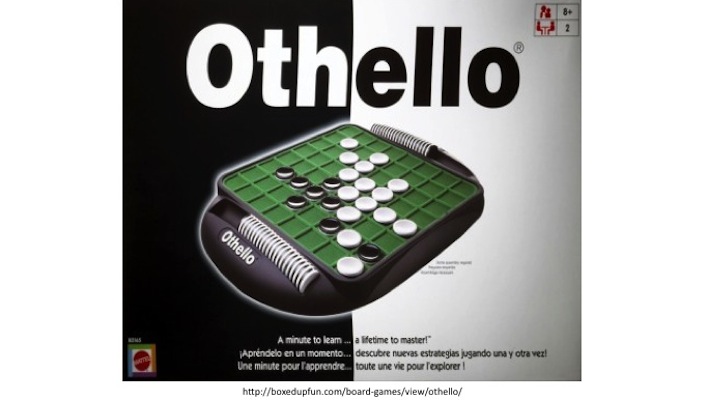 Othello®
8+
2
Othello
A minute to learn ... a lifetime to master!™
¡Apréndelo en un momento... descubre nuevas estrategias jugando una y otra vez!
Une minute pour l'apprendre... toute une vie pour l'explorer !
MATTEL
http://boxedupfun.com/board-games/view/othello/